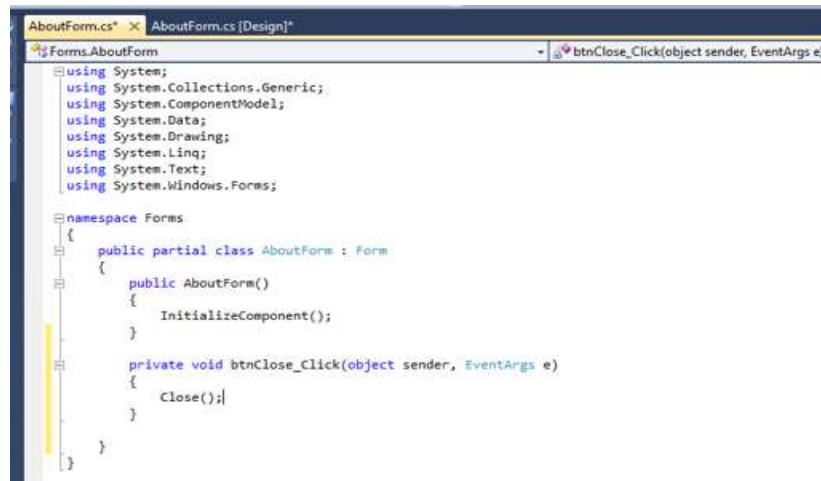 AboutForm.cs* × AboutForm.cs [Design]*
Forms.AboutForm btnClose_Click(object sender, EventArgs e)
using System;
using System.Collections.Generic;
using System.ComponentModel;
using System.Data;
using System.Drawing;
using System.Linq;
using System.Text;
using System.Windows.Forms;
namespace Forms
{
public partial class AboutForm : Form
{
public AboutForm()
{
InitializeComponent();
}
private void btnClose_Click(object sender, EventArgs e)
{
Close();
}
}
}